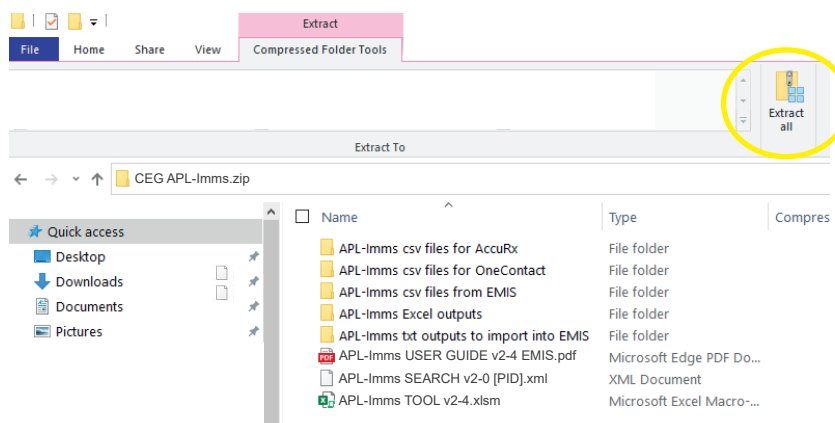 Extract
File Home Share View Compressed Folder Tools
Extract
all
Extract To
CEG APL-Imms.zip
Quick access
Desktop
Downloads
Documents
Pictures
Name Type Compres
APL-Imms csv files for AccuRx File folder
APL-Imms csv files for OneContact File folder
APL-Imms csv files from EMIS File folder
APL-Imms Excel outputs File folder
APL-Imms txt outputs to import into EMIS File folder
PDF APL-Imms USER GUIDE v2-4 EMIS.pdf Microsoft Edge PDF Do...
APL-Imms SEARCH v2-0 [PID].xml XML Document
APL-Imms TOOL v2-4.xlsm Microsoft Excel Macro-...